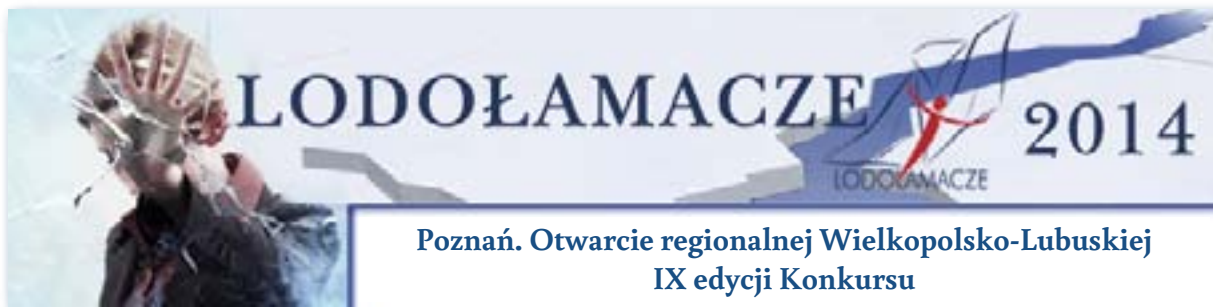 LODOŁAMACZE 2014
LODOŁAMACZE
Poznań. Otwarcie regionalnej Wielkopolsko-Lubuskiej
IX edycji Konkursu